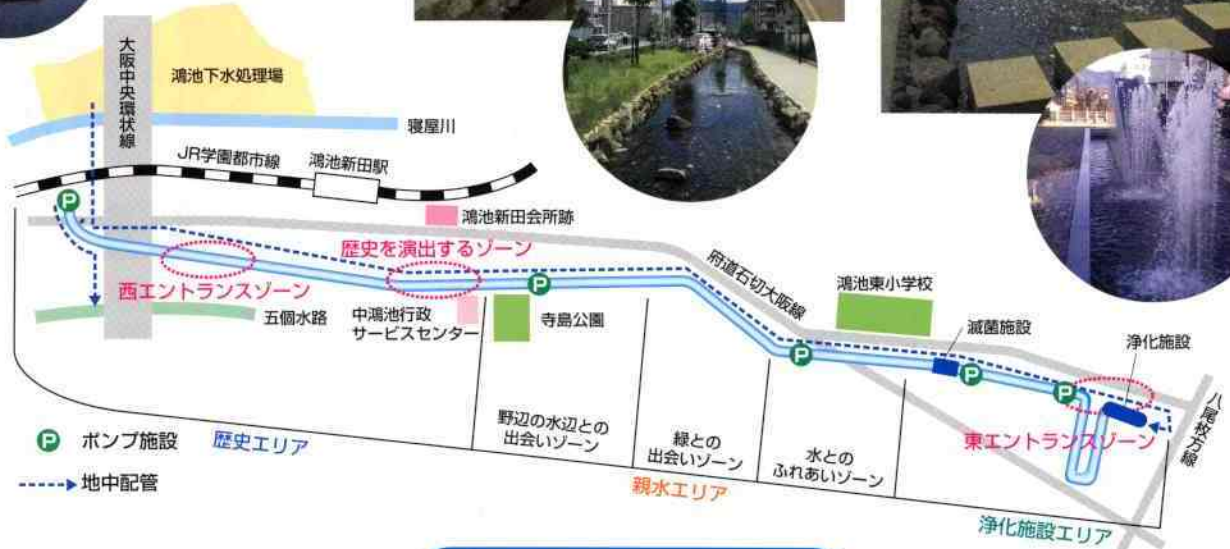 大阪中央環状線
鴻池下水処理場
寝屋川
JR学園都市線
鴻池新田駅
P
鴻池新田会所跡
歴史を演出するゾーン
西エントランスゾーン
五個水路
中鴻池行政
サービスセンター
P
寺島公園
府道石切大阪線
鴻池東小学校
滅菌施設
浄化施設
P
P
P
八尾枚方線
東エントランスゾーン
野辺の水辺との
出会いゾーン
緑との
出会いゾーン
水との
ふれあいゾーン
P ポンプ施設
歴史エリア
地中配管
親水エリア
浄化施設エリア